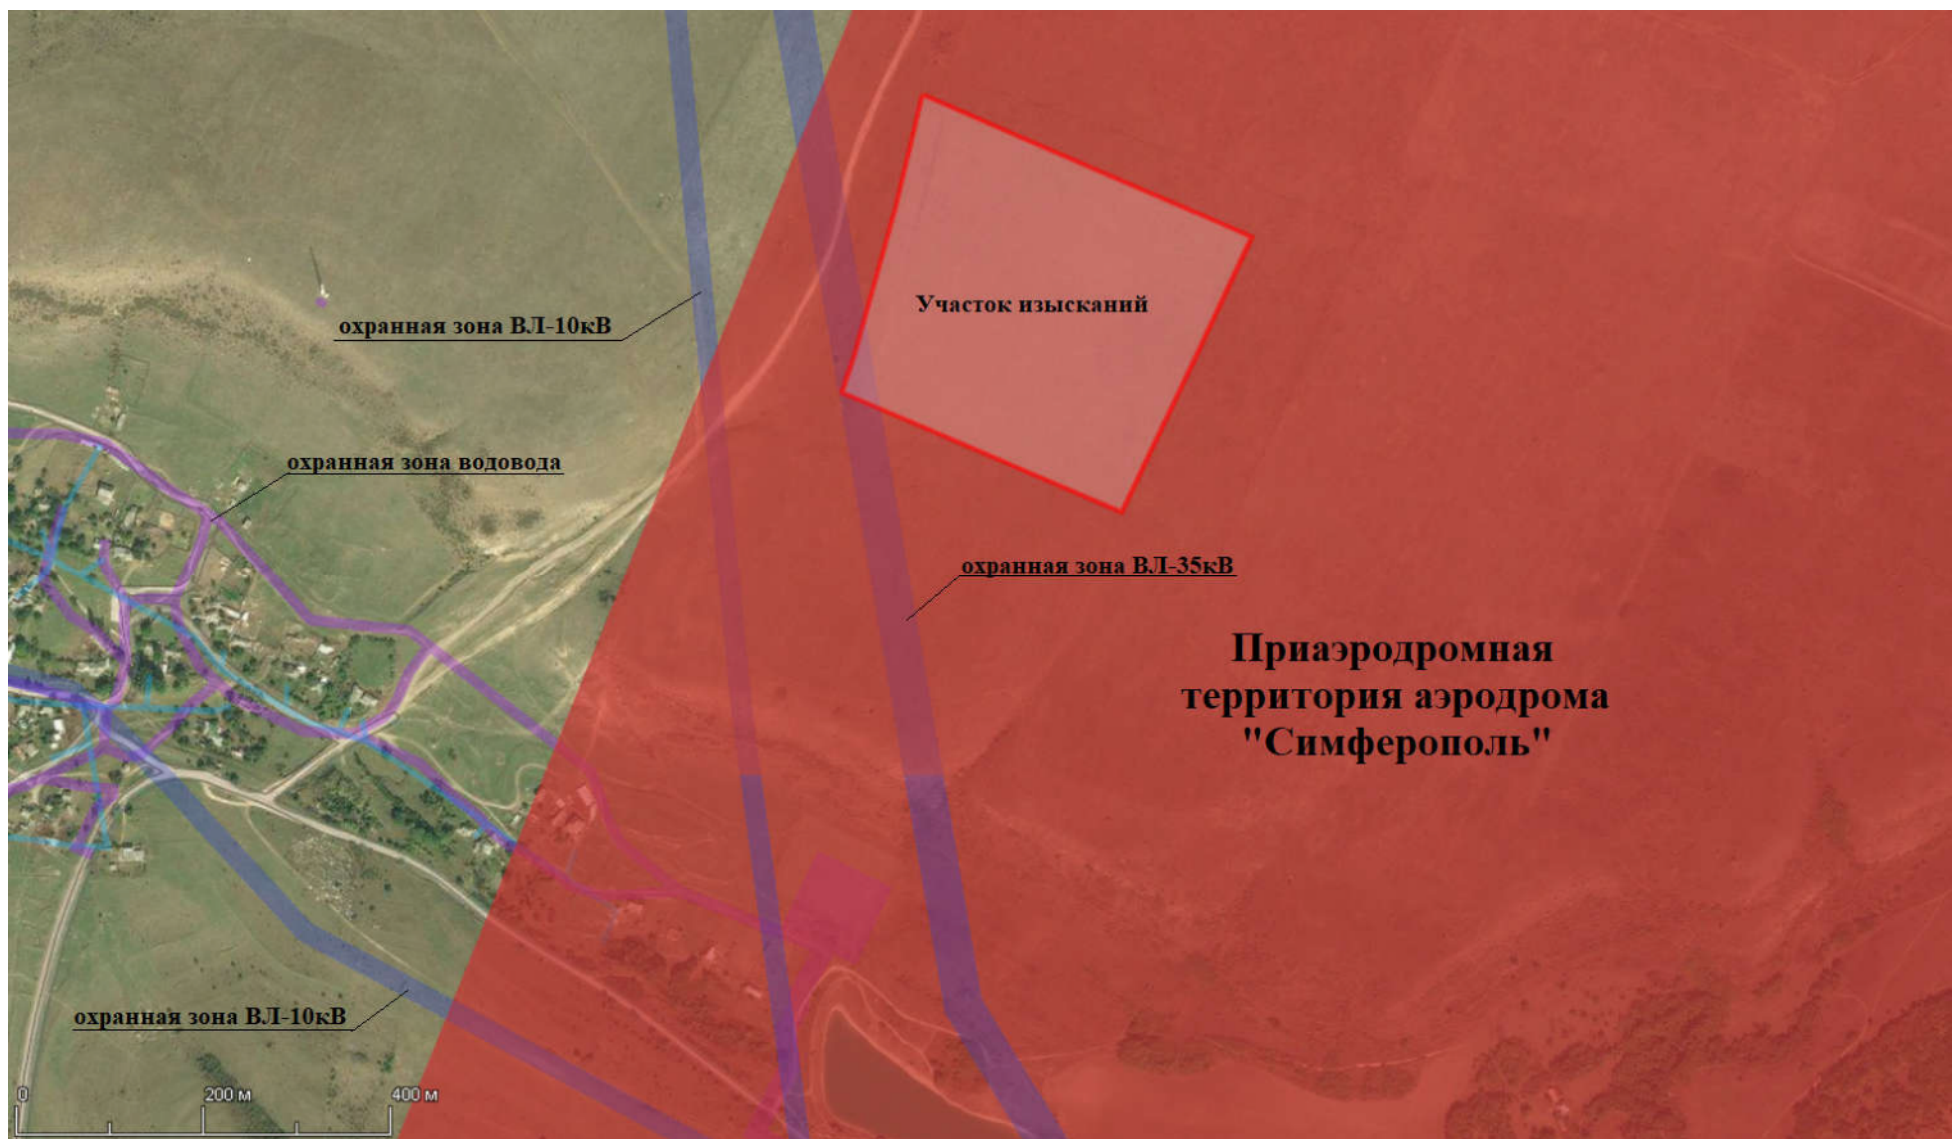 Участок изысканий
охранная зона ВЛ-10кВ
охранная зона водовода
охранная зона ВЛ-35кВ
Приаэродромная
территория аэродрома
"Симферополь"
охранная зона ВЛ-10кВ
0 200 м 400 м